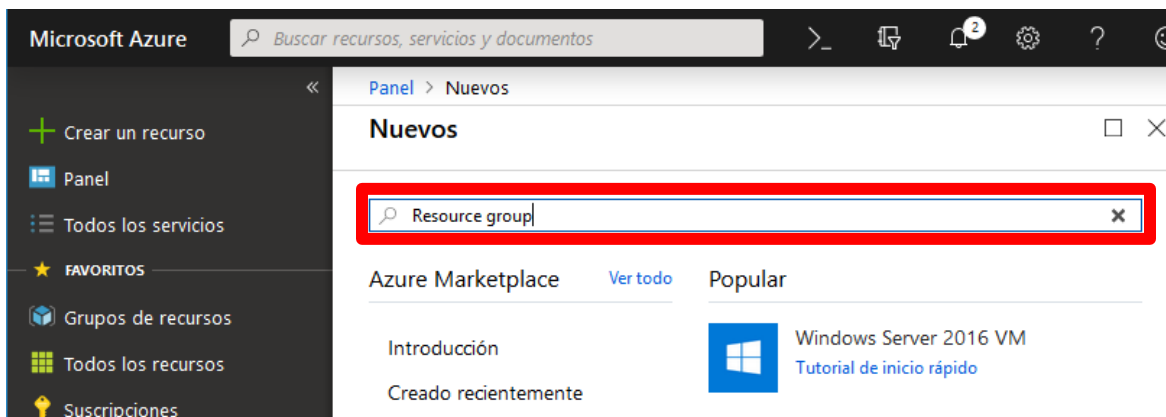 Microsoft Azure
Buscar recursos, servicios y documentos
>_
2
?
«
Crear un recurso
Panel
Todos los servicios
FAVORITOS
Grupos de recursos
Todos los recursos
Suscripciones
Panel > Nuevos
Nuevos
Resource group
Azure Marketplace
Ver todo
Introducción
Creado recientemente
Popular
Windows Server 2016 VM
Tutorial de inicio rápido